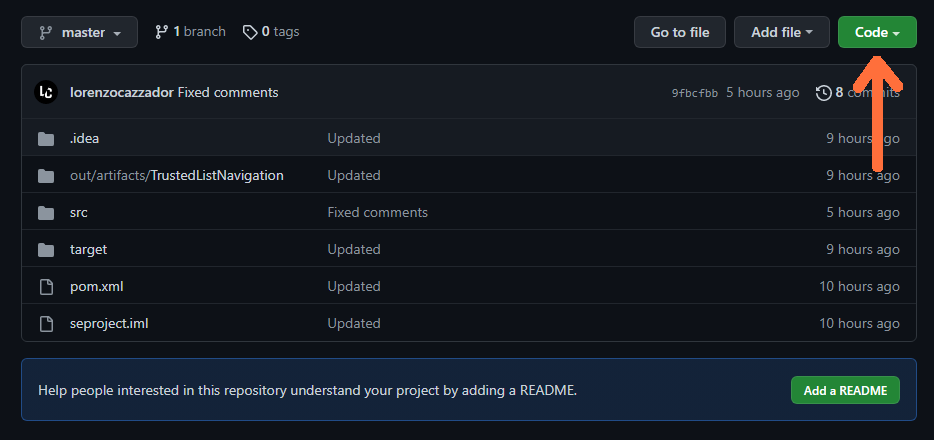 master 1 branch 0 tags Go to file Add file Code
LC lorenzocazzador Fixed comments 9fbcfbb 5 hours ago 8 commits
.idea Updated 9 hours ago
out/artifacts/TrustedListNavigation Updated 9 hours ago
src Fixed comments 5 hours ago
target Updated 9 hours ago
pom.xml Updated 10 hours ago
seproject.iml Updated 10 hours ago
Help people interested in this repository understand your project by adding a README. Add a README